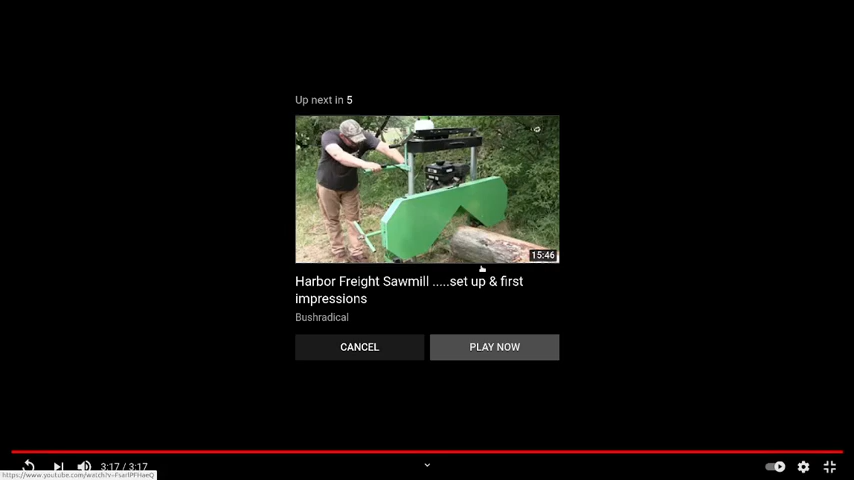 Up next in 5
15:46
Harbor Freight Sawmill .....set up & first
impressions
Bushradical
CANCEL
PLAY NOW
3:17 / 3:17